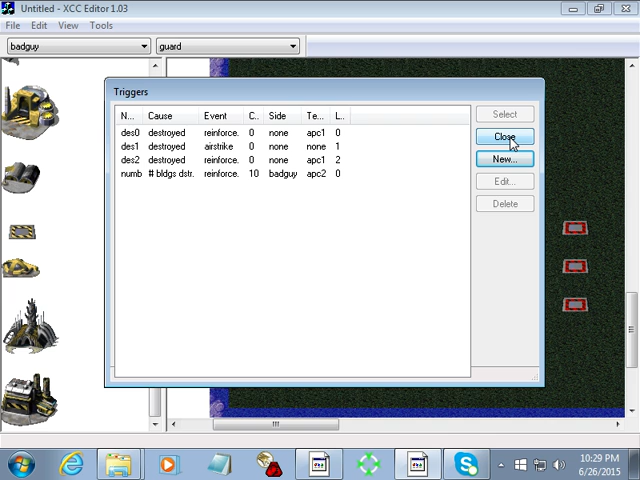 Untitled - XCC Editor 1.03
File Edit View Tools
badguy guard
Triggers
N... Cause Event C.. Side Te... L..
des0 destroyed reinforce. 0 none apc1 0
des1 destroyed airstrike 0 none none 1
des2 destroyed reinforce. 0 none apc1 2
numb # bldgs dstr. reinforce. 10 badguy apc2 0
Select
Close
New...
Edit...
Delete
10:29 PM
6/26/2015